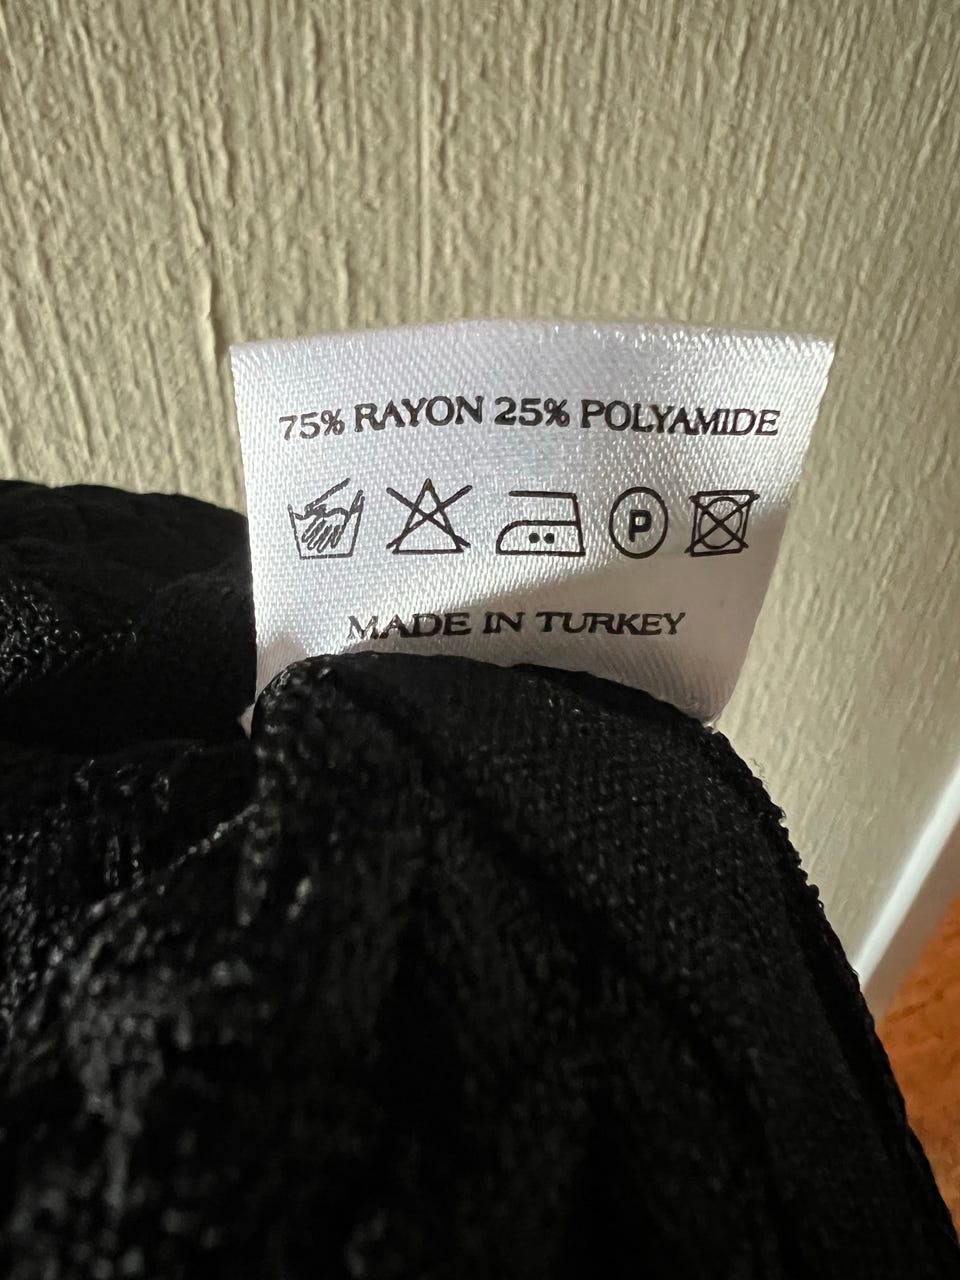 75% RAYON 25% POLYAMIDE
P
MADE IN TURKEY